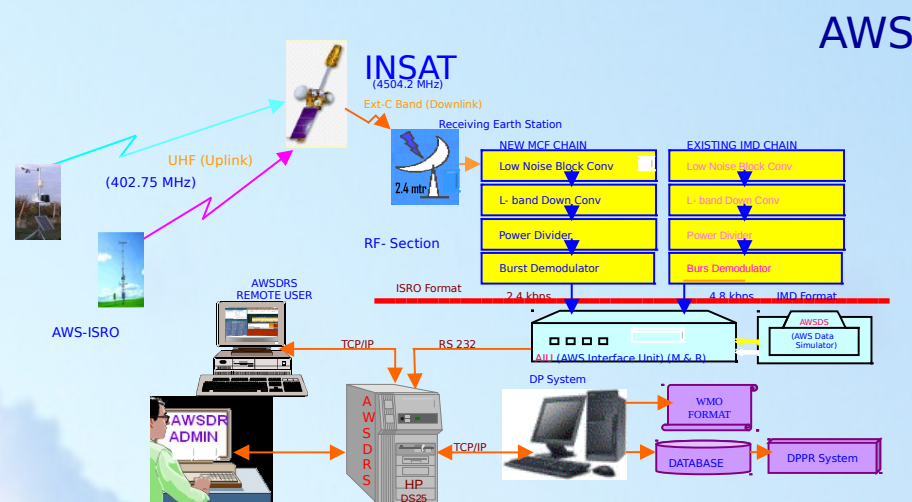 AWS
INSAT
(4504.2 MHz)
Ext-C Band (Downlink)
Receiving Earth Station
NEW MCF CHAIN
EXISTING IMD CHAIN
UHF (Uplink)
(402.75 MHz)
2.4 mtr
Low Noise Block Conv
Low Noise Block Conv
L- band Down Conv
L- band Down Conv
RF- Section
Power Divider
Power Divider
Burst Demodulator
Burs Demodulator
AWSDRS
REMOTE USER
ISRO Format
2.4 kbps
4.8 kbps
IMD Format
AWS-ISRO
TCP/IP
RS 232
AIU (AWS Interface Unit) (M & R)
AWSDS
(AWS Data
Simulator)
DP System
AWSDR
ADMIN
AWSDRS
HP
DS25
TCP/IP
WMO
FORMAT
DATABASE
DPPR System